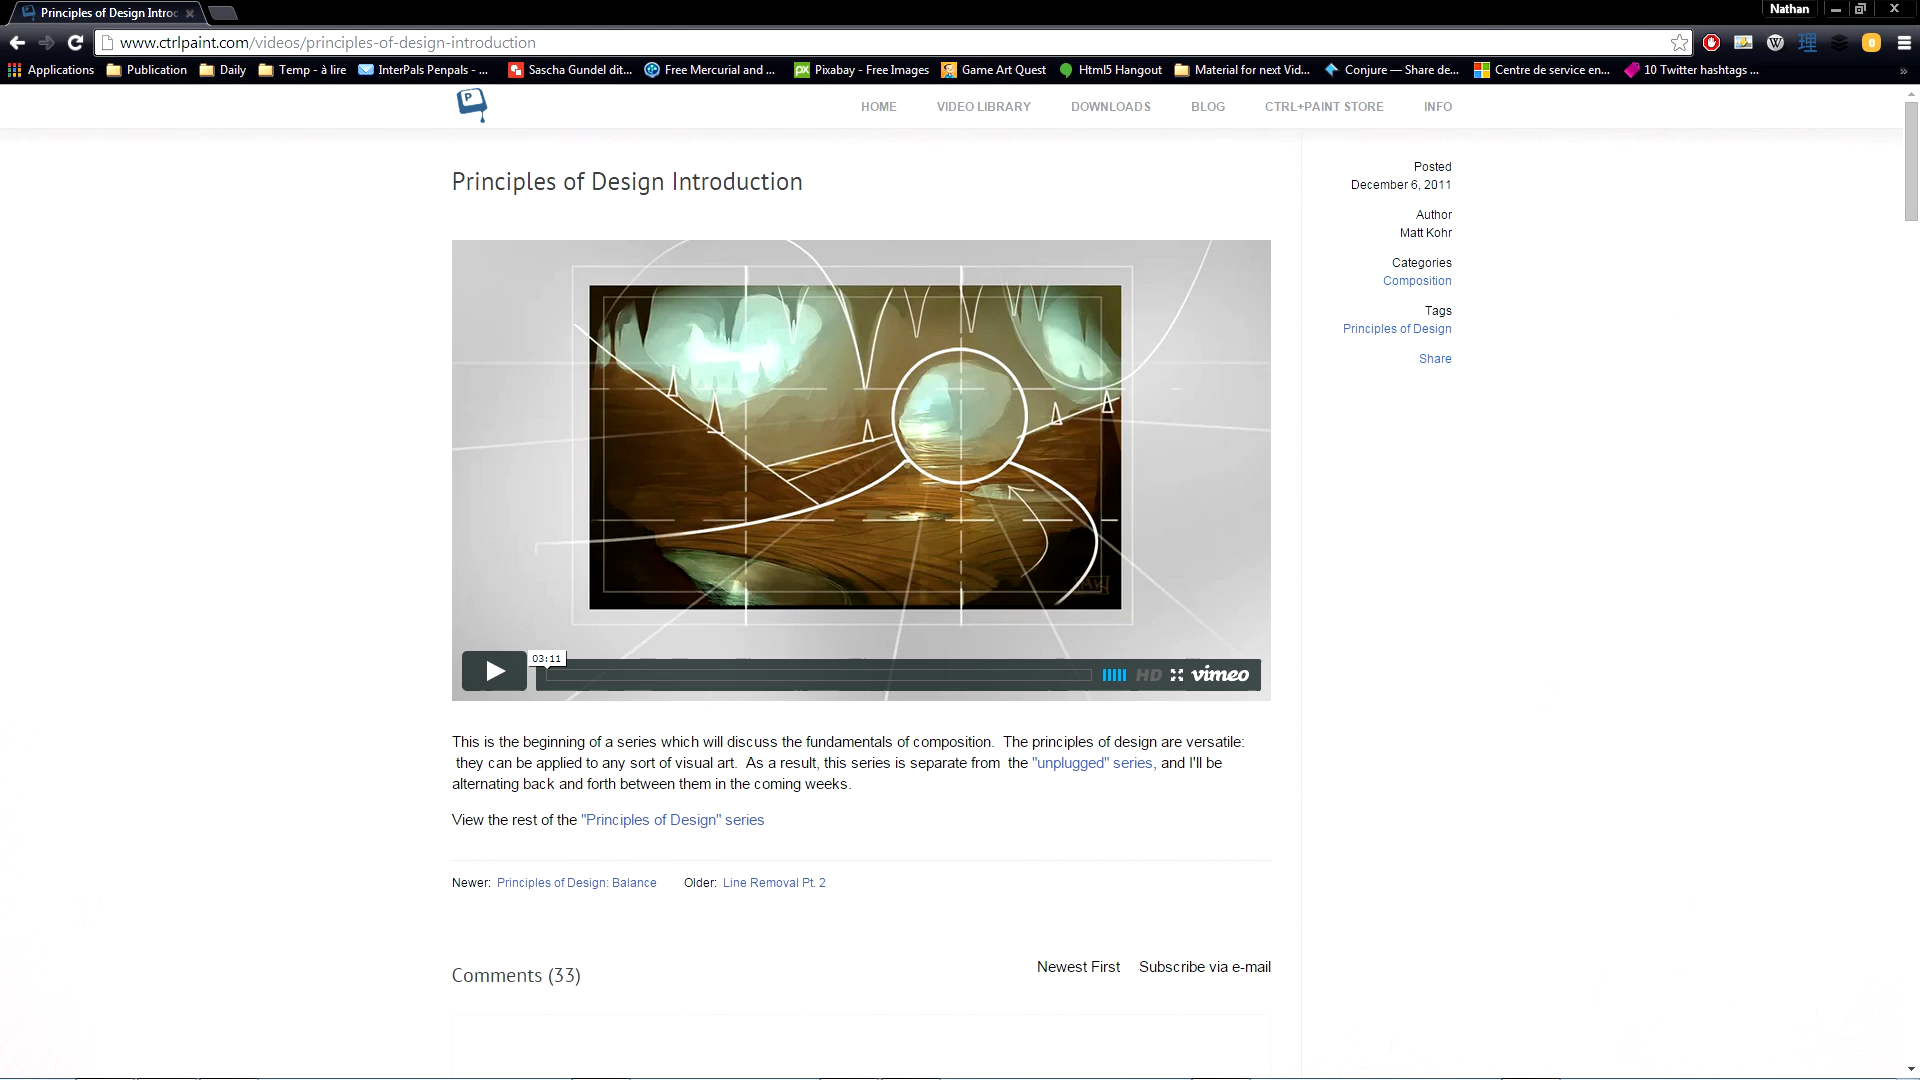 Principles of Design Introd
Nathan
www.ctrlpaint.com/videos/principles-of-design-introduction
Applications Publication Daily Temp - à lire InterPals Penpals - ... Sascha Gundel dit... Free Mercurial and ... Pixabay - Free Images Game Art Quest Html5 Hangout Material for next Vid... Conjure — Share de... Centre de service en... 10 Twitter hashtags ...
HOME VIDEO LIBRARY DOWNLOADS BLOG CTRL+PAINT STORE INFO
Principles of Design Introduction
Posted
December 6, 2011
Author
Matt Kohr
Categories
Composition
Tags
Principles of Design
Share
03:11
HD vimeo
This is the beginning of a series which will discuss the fundamentals of composition. The principles of design are versatile:
they can be applied to any sort of visual art. As a result, this series is separate from the "unplugged" series, and I'll be
alternating back and forth between them in the coming weeks.
View the rest of the "Principles of Design" series
Newer: Principles of Design: Balance Older: Line Removal Pt. 2
Comments (33) Newest First Subscribe via e-mail